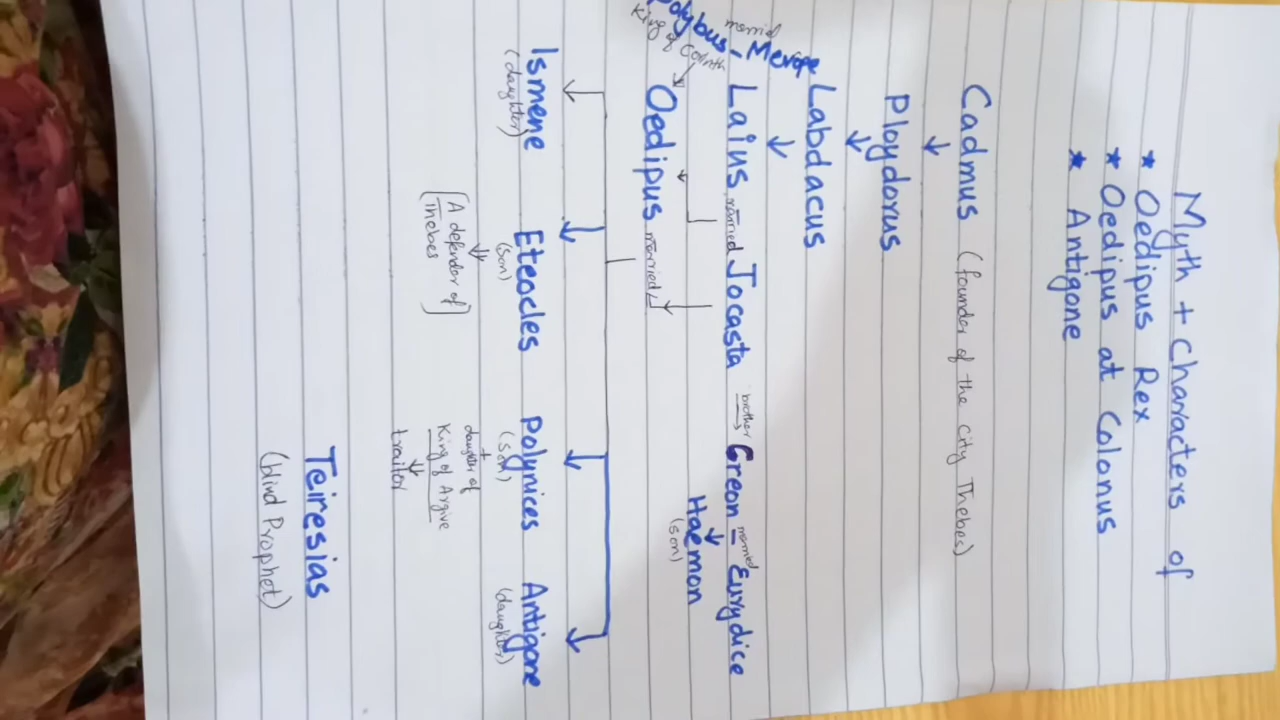 Myth + Characters of
* Oedipus Rex
* Oedipus at Colonus
* Antigone
Cadmus (founder of the city Thebes)
Ploydorus
Labdacus
Polybus - married Merope
King of Corinth
Laius married Jocasta brother Creon = married Eurydice
Haemon
(son)
Oedipus married
Ismene Eteocles Polynices Antigone
(daughter) (son) (son) (daughter)
[A defender of Thebes]
+
daughter of
King of Argive
traitor
Teiresias
(blind Prophet)